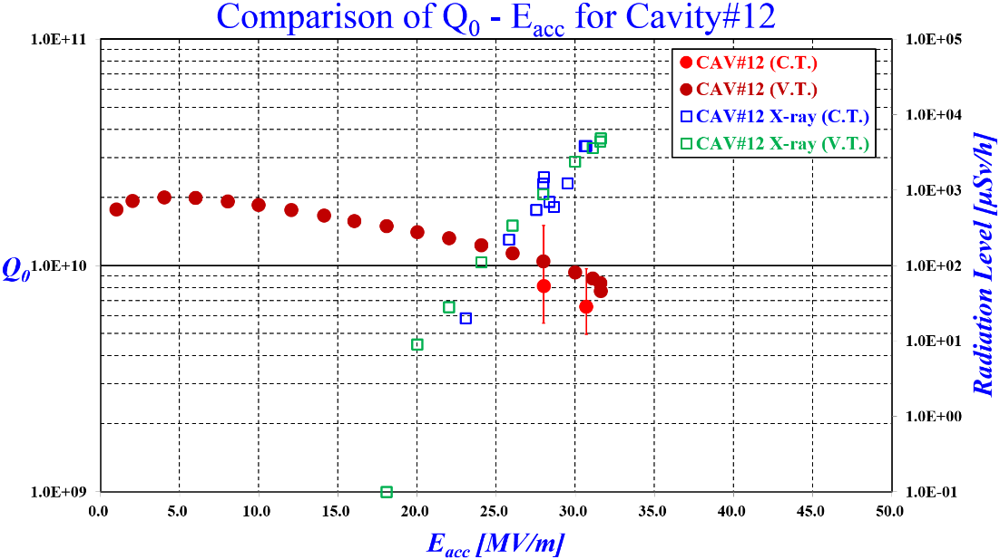 Comparison of Q0 - Eacc for Cavity#12
1.0E+11
1.0E+10
1.0E+09
Q0
1.0E+05
1.0E+04
1.0E+03
1.0E+02
1.0E+01
1.0E+00
1.0E-01
Radiation Level [μSv/h]
CAV#12 (C.T.)
CAV#12 (V.T.)
CAV#12 X-ray (C.T.)
CAV#12 X-ray (V.T.)
0.0 5.0 10.0 15.0 20.0 25.0 30.0 35.0 40.0 45.0 50.0
Eacc [MV/m]